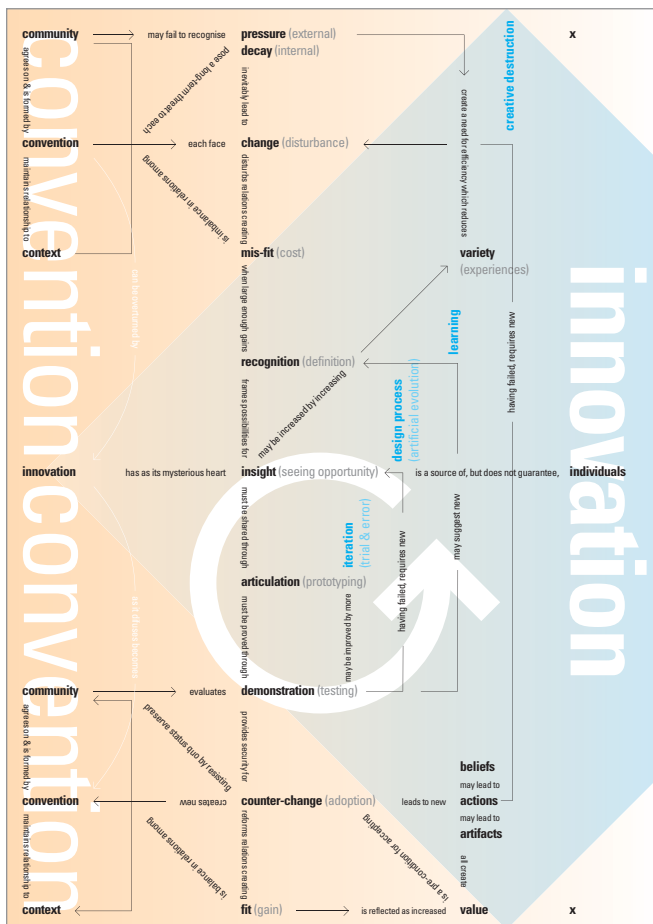 community
may fail to recognise
pressure (external)
x
decay (internal)
agrees on & is formed by
pose a long-term threat to each
inevitably lead to
create a need for efficiency which reduces
creative destruction
convention
each face
change (disturbance)
maintains relationship to
is imbalance in relations among
disturbs relations creating
context
mis-fit (cost)
variety
(experiences)
can be overturned by
when large enough gains
having failed, requires new
learning
recognition (definition)
frames possibilities for
may be increased by increasing
design process
(artificial evolution)
innovation
has as its mysterious heart
insight (seeing opportunity)
is a source of, but does not guarantee,
individuals
must be shared through
iteration
(trial & error)
having failed, requires new
may suggest new
articulation (prototyping)
as it diffuses becomes
must be proved through
may be improved by more
community
evaluates
demonstration (testing)
agrees on & is formed by
preserve status quo by resisting
provides security for
beliefs
may lead to
convention
creates new
counter-change (adoption)
leads to new
actions
may lead to
artifacts
maintains relationship to
is balance in relations among
reforms relations creating
is a pre-condition for accepting
all create
context
fit (gain)
is reflected as increased
value
x
convention
convention
innovation